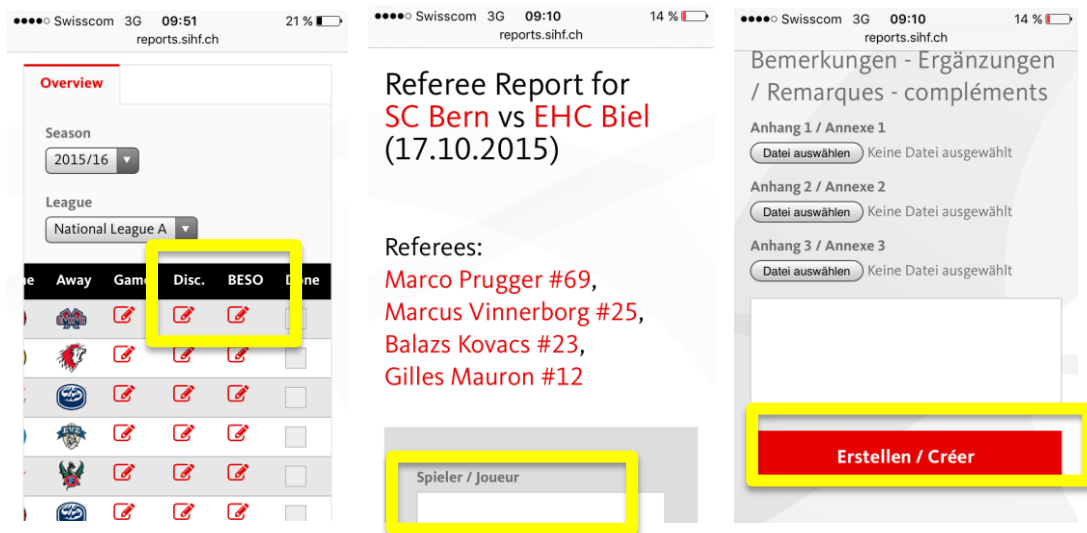 Swisscom 3G 09:51 21 %
reports.sihf.ch
Overview
Season
2015/16
League
National League A
Away Disc. BESO
Swisscom 3G 09:10 14 %
reports.sihf.ch
Referee Report for
SC Bern vs EHC Biel
(17.10.2015)
Referees:
Marco Prugger #69,
Marcus Vinnerborg #25,
Balazs Kovacs #23,
Gilles Mauron #12
Spieler / Joueur
Swisscom 3G 09:10 14 %
reports.sihf.ch
Bemerkungen - Ergänzungen
/ Remarques - compléments
Anhang 1 / Annexe 1
Datei auswählen Keine Datei ausgewählt
Anhang 2 / Annexe 2
Datei auswählen Keine Datei ausgewählt
Anhang 3 / Annexe 3
Datei auswählen Keine Datei ausgewählt
Erstellen / Créer